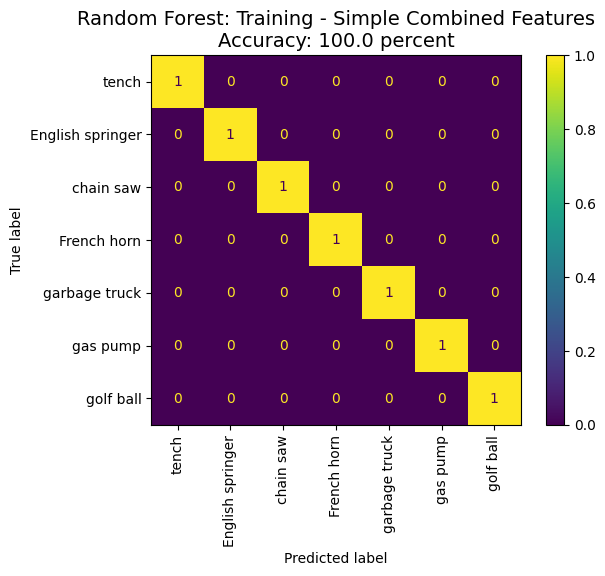 Random Forest: Training - Simple Combined Features
Accuracy: 100.0 percent
tench 1 0 0 0 0 0 0
English springer 0 1 0 0 0 0 0
chain saw 0 0 1 0 0 0 0
French horn 0 0 0 1 0 0 0
garbage truck 0 0 0 0 1 0 0
gas pump 0 0 0 0 0 1 0
golf ball 0 0 0 0 0 0 1
True label
tench
English springer
chain saw
French horn
garbage truck
gas pump
golf ball
Predicted label
1.0
0.8
0.6
0.4
0.2
0.0